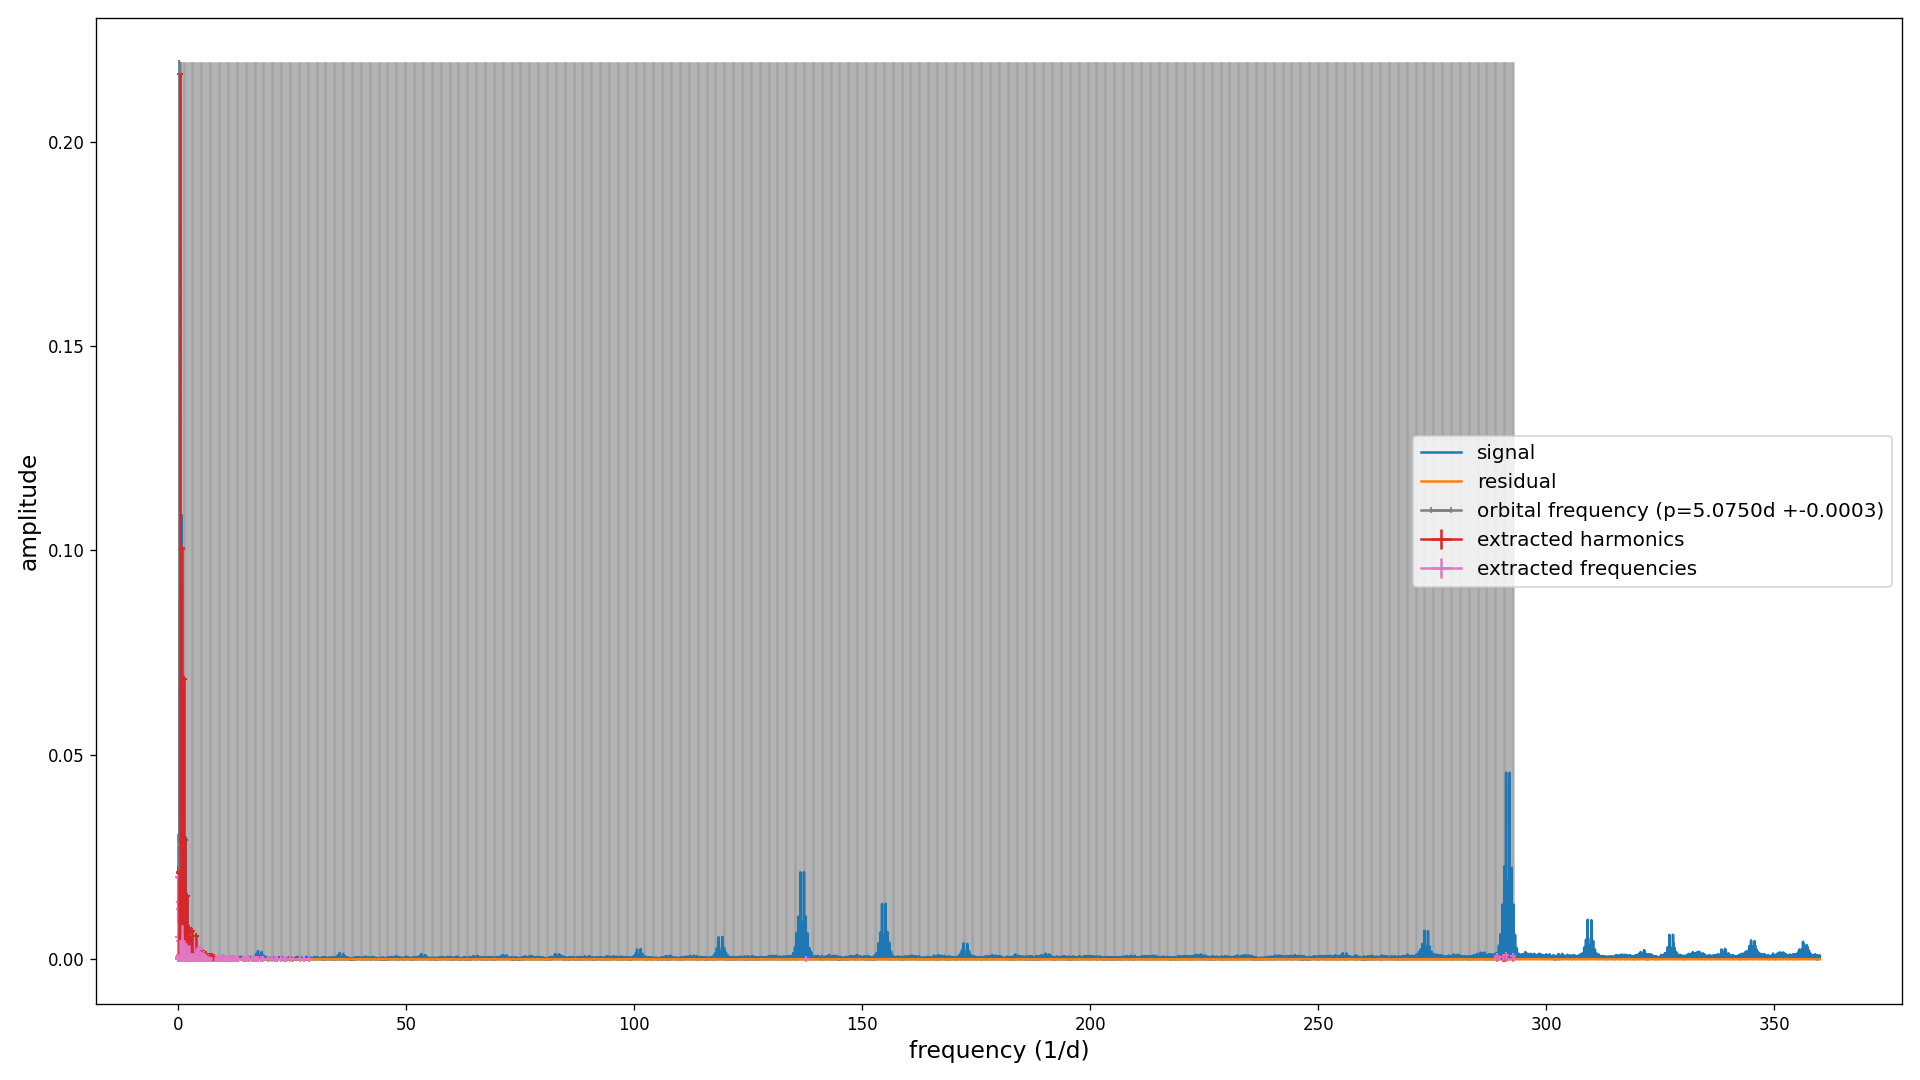 0.20
0.15
0.10
0.05
0.00
amplitude
signal
residual
orbital frequency (p=5.0750d +-0.0003)
extracted harmonics
extracted frequencies
0 50 100 150 200 250 300 350
frequency (1/d)